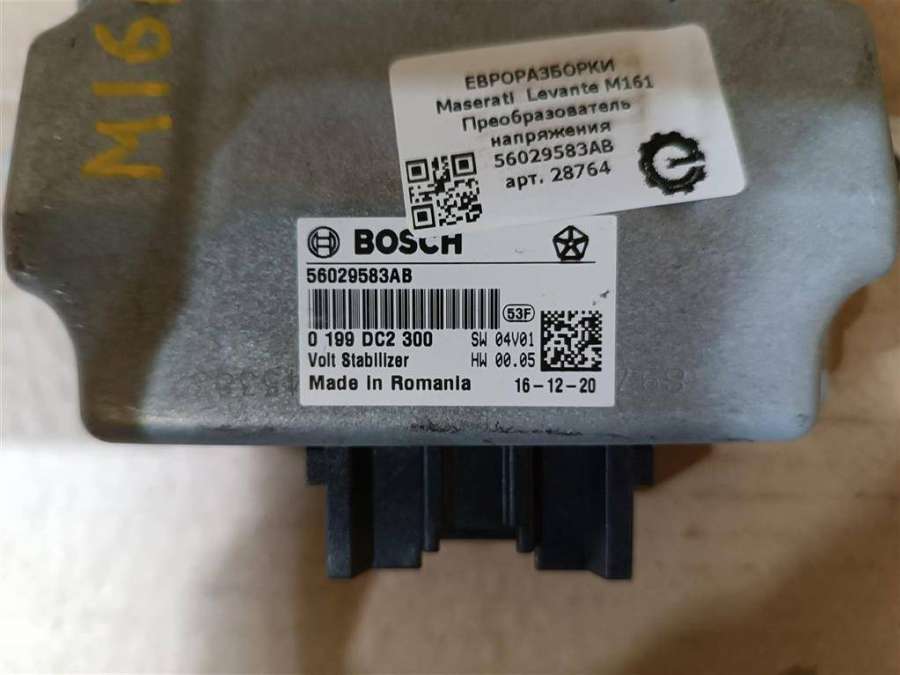 M16
ЕВРОРАЗБОРКИ
Maserati Levante M161
Преобразователь
напряжения
56029583AB
арт. 28764
BOSCH
56029583AB
53F
0 199 DC2 300 SW 04V01
Volt Stabilizer HW 00.05
Made In Romania 16-12-20